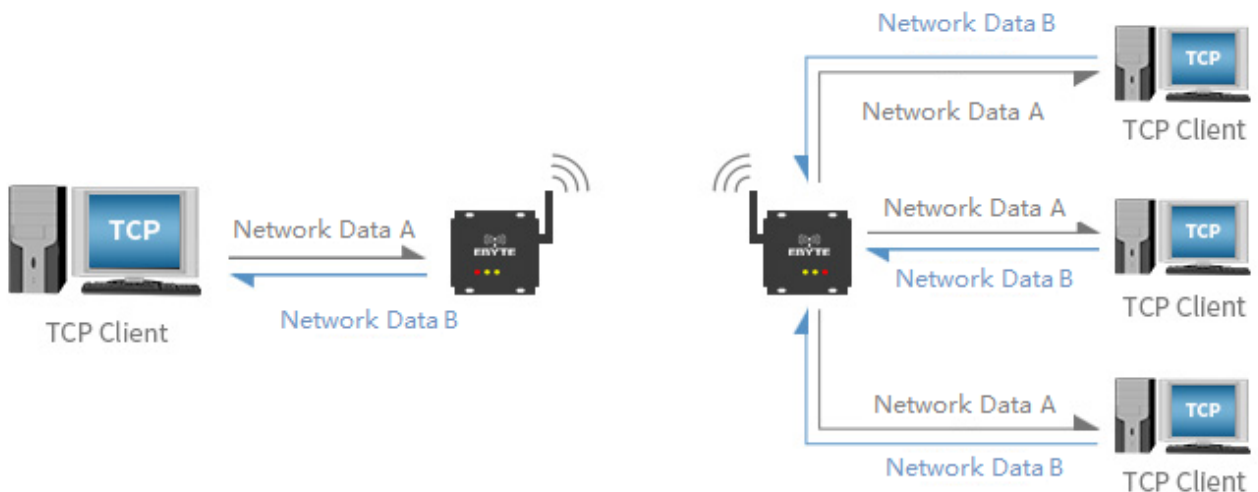 TCP
Network Data A
Network Data B
TCP Client
EBYTE
EBYTE
Network Data B
Network Data A
TCP
TCP Client
Network Data A
Network Data B
TCP
TCP Client
Network Data A
Network Data B
TCP
TCP Client